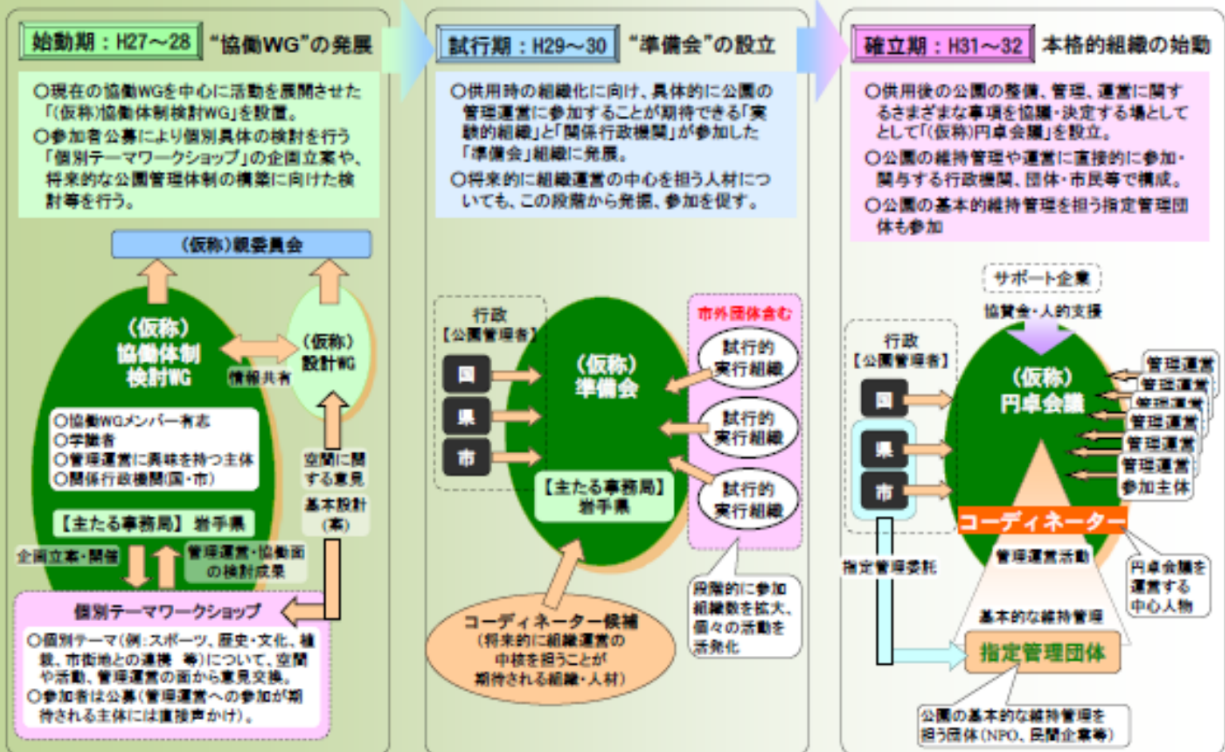 始動期：H27～28
“協働WG”の発展
○現在の協働WGを中心に活動を展開させた
「(仮称)協働体制検討WG」を設置。
○参加者公募により個別具体の検討を行う
「個別テーマワークショップ」の企画立案や、
将来的な公園管理体制の構築に向けた検
討等を行う。
(仮称)親委員会
(仮称)
協働体制
検討WG
情報共有
(仮称)
設計WG
○協働WGメンバー有志
○学識者
○管理運営に興味を持つ主体
○関係行政機関(国・市)
【主たる事務局】
岩手県
空間に関
する意見
基本設計
(案)
企画立案・開催
管理運営・協働面
の検討成果
個別テーマワークショップ
○個別テーマ(例:スポーツ、歴史・文化、植
栽、市街地との連携 等)について、空間
や活動、管理運営の面から意見交換。
○参加者は公募(管理運営への参加が期
待される主体には直接声かけ)。
試行期：H29～30
“準備会”の設立
○供用時の組織化に向け、具体的に公園の
管理運営に参加することが期待できる「実
験的組織」と「関係行政機関」が参加した
「準備会」組織に発展。
○将来的に組織運営の中心を担う人材につ
いても、この段階から発掘、参加を促す。
行政
【公園管理者】
国
県
市
(仮称)
準備会
【主たる事務局】
岩手県
市外団体含む
試行的
実行組織
試行的
実行組織
試行的
実行組織
段階的に参加
組織数を拡大、
個々の活動を
活発化
コーディネーター候補
(将来的に組織運営の
中核を担うことが
期待される組織・人材)
確立期：H31～32
本格的組織の始動
○供用後の公園の整備、管理、運営に関す
るさまざまな事項を協議・決定する場として
として「(仮称)円卓会議」を設立。
○公園の維持管理や運営に直接的に参加・
関与する行政機関、団体・市民等で構成。
○公園の基本的維持管理を担う指定管理団
体も参加
サポート企業
協賛金・人的支援
行政
【公園管理者】
国
県
市
(仮称)
円卓会議
管理運営
管理運営
管理運営
管理運営
管理運営
管理運営
参加主体
コーディネーター
管理運営活動
円卓会議を
運営する
中心人物
指定管理委託
基本的な維持管理
指定管理団体
公園の基本的な維持管理を
担う団体(NPO、民間企業等)